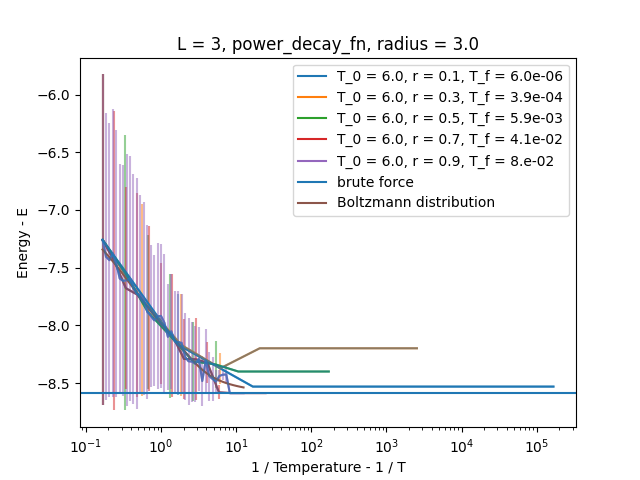 L = 3, power_decay_fn, radius = 3.0
T_0 = 6.0, r = 0.1, T_f = 6.0e-06
T_0 = 6.0, r = 0.3, T_f = 3.9e-04
T_0 = 6.0, r = 0.5, T_f = 5.9e-03
T_0 = 6.0, r = 0.7, T_f = 4.1e-02
T_0 = 6.0, r = 0.9, T_f = 8.e-02
brute force
Boltzmann distribution
Energy - E
−6.0
−6.5
−7.0
−7.5
−8.0
−8.5
10⁻¹ 10⁰ 10¹ 10² 10³ 10⁴ 10⁵
1 / Temperature - 1 / T